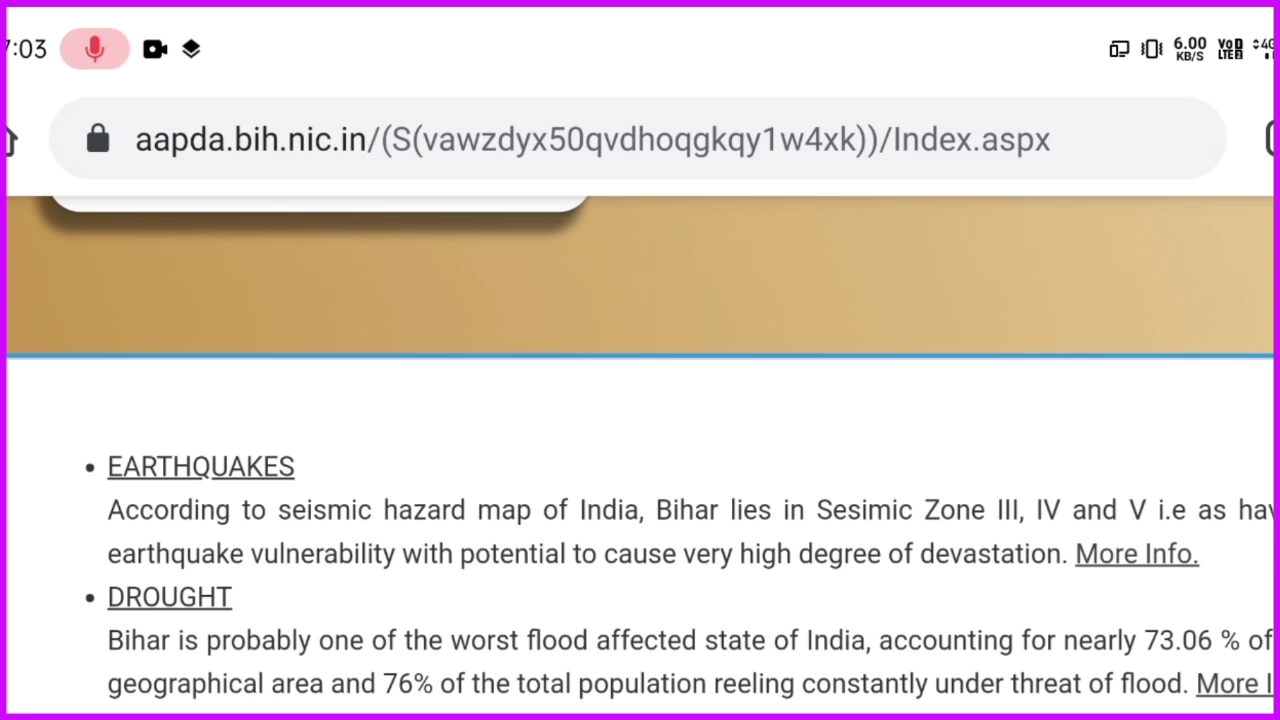 7:03 6.00 KB/S VoD LTE2 4G
aapda.bih.nic.in/(S(vawzdyx50qvdhoqgkqy1w4xk))/Index.aspx
• EARTHQUAKES
According to seismic hazard map of India, Bihar lies in Sesimic Zone III, IV and V i.e as
earthquake vulnerability with potential to cause very high degree of devastation. More Info.
• DROUGHT
Bihar is probably one of the worst flood affected state of India, accounting for nearly 73.06 % of
geographical area and 76% of the total population reeling constantly under threat of flood. More